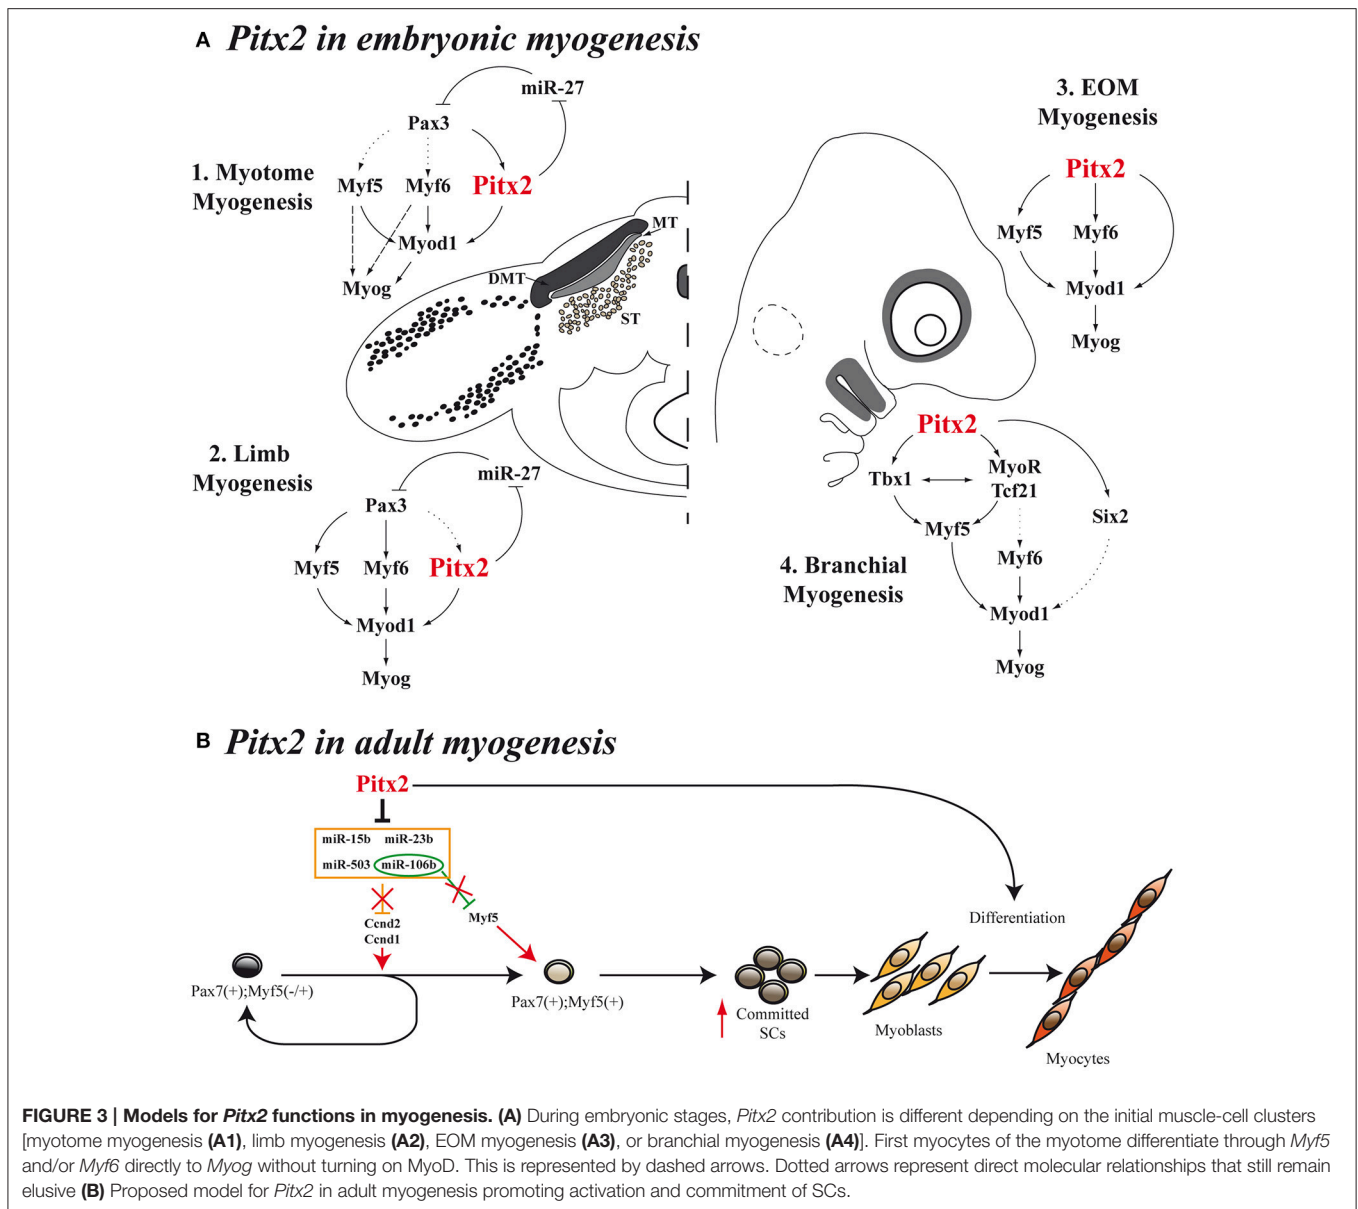 A Pitx2 in embryonic myogenesis
miR-27
Pax3
1. Myotome
Myogenesis
Myf5 Myf6 Pitx2
Myod1
Myog
MT
DMT
ST
2. Limb
Myogenesis
miR-27
Pax3
Myf5 Myf6 Pitx2
Myod1
Myog
3. EOM
Myogenesis
Pitx2
Myf5 Myf6
Myod1
Myog
Pitx2
Tbx1
MyoR
Tcf21
Six2
Myf5
Myf6
4. Branchial
Myogenesis
Myod1
Myog
B Pitx2 in adult myogenesis
Pitx2
miR-15b miR-23b
miR-503 miR-106b
Ccnd2
Ccnd1
Myf5
Differentiation
Pax7(+);Myf5(-/+)
Pax7(+);Myf5(+)
Committed
SCs
Myoblasts
Myocytes
FIGURE 3 | Models for Pitx2 functions in myogenesis. (A) During embryonic stages, Pitx2 contribution is different depending on the initial muscle-cell clusters
[myotome myogenesis (A1), limb myogenesis (A2), EOM myogenesis (A3), or branchial myogenesis (A4)]. First myocytes of the myotome differentiate through Myf5
and/or Myf6 directly to Myog without turning on MyoD. This is represented by dashed arrows. Dotted arrows represent direct molecular relationships that still remain
elusive (B) Proposed model for Pitx2 in adult myogenesis promoting activation and commitment of SCs.